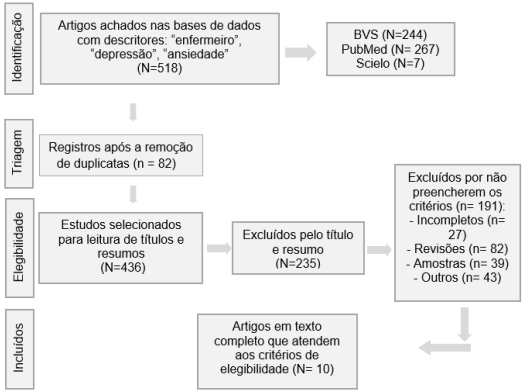 Identificação
Artigos achados nas bases de dados
com descritores: “enfermeiro”,
“depressão”, “ansiedade”
(N=518)
BVS (N=244)
PubMed (N= 267)
Scielo (N=7)
Triagem
Registros após a remoção
de duplicatas (n = 82)
Elegibilidade
Estudos selecionados
para leitura de títulos e
resumos
(N=436)
Excluídos pelo título
e resumo
(N=235)
Excluídos por não
preencherem os
critérios (n= 191):
- Incompletos (n=
27)
- Revisões (n= 82)
- Amostras (n= 39)
- Outros (n= 43)
Incluídos
Artigos em texto
completo que atendem
aos critérios de
elegibilidade (N= 10)